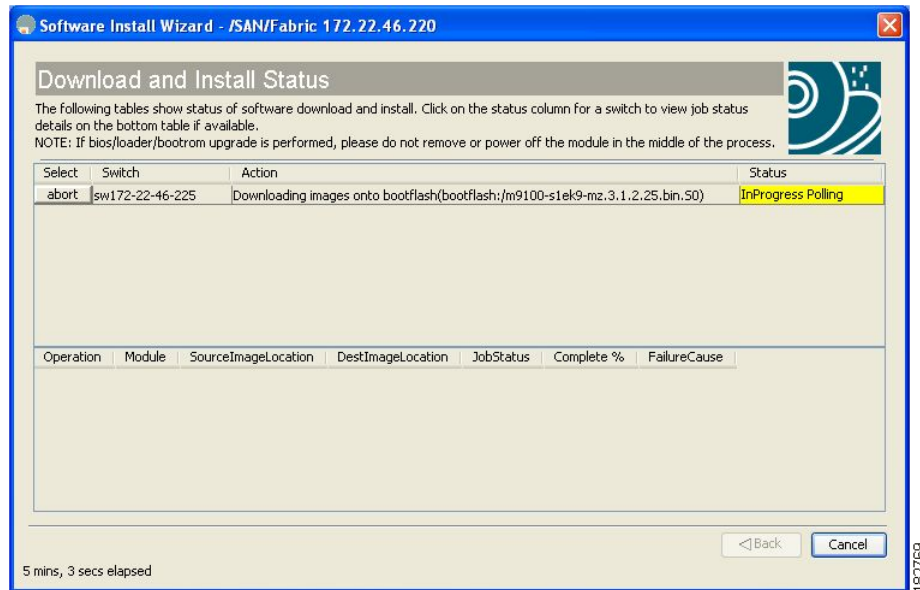 Software Install Wizard - /SAN/Fabric 172.22.46.220
Download and Install Status
The following tables show status of software download and install. Click on the status column for a switch to view job status
details on the bottom table if available.
NOTE: If bios/loader/bootrom upgrade is performed, please do not remove or power off the module in the middle of the process.
Select Switch Action Status
abort sw172-22-46-225 Downloading images onto bootflash(bootflash:/m9100-s1ek9-mz.3.1.2.25.bin.S0) InProgress Polling
Operation Module SourceImageLocation DestImageLocation JobStatus Complete % FailureCause
Back Cancel
5 mins, 3 secs elapsed
182769